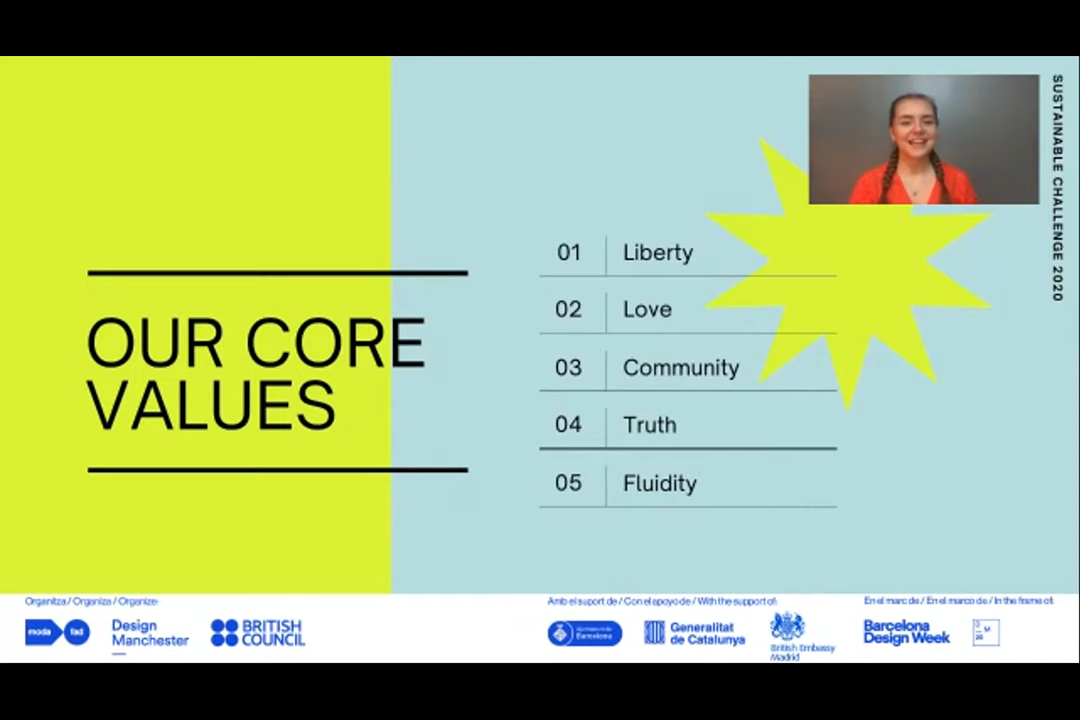 SUSTAINABLE CHALLENGE 2020
OUR CORE
VALUES
01 Liberty
02 Love
03 Community
04 Truth
05 Fluidity
Organitza / Organiza / Organize:
moda fad
Design
Manchester
BRITISH
COUNCIL
Amb el suport de / Con el apoyo de / With the support of:
Barcelona
Generalitat
de Catalunya
British Embassy
Madrid
En el marc de / En el marco de / In the frame of:
Barcelona
Design Week